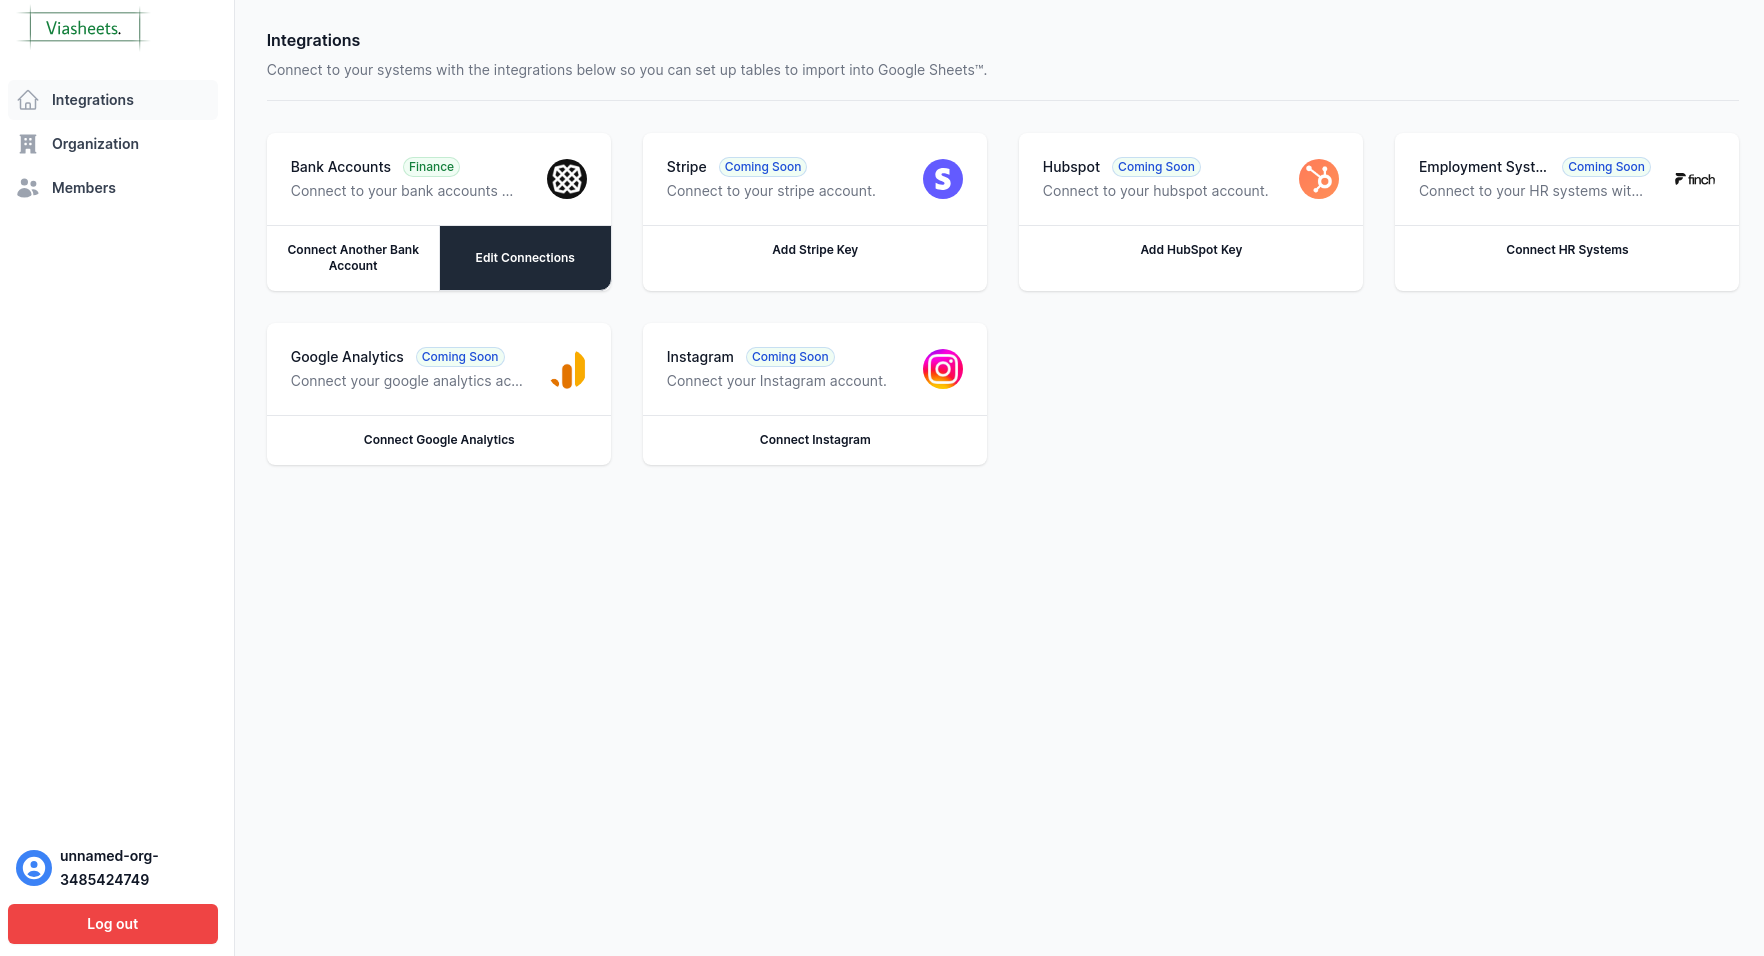 Viasheets.
Integrations
Organization
Members
unnamed-org-
3485424749
Log out
Integrations
Connect to your systems with the integrations below so you can set up tables to import into Google Sheets™.
Bank Accounts Finance
Connect to your bank accounts ...
Connect Another Bank
Account
Edit Connections
Stripe Coming Soon
Connect to your stripe account.
S
Add Stripe Key
Hubspot Coming Soon
Connect to your hubspot account.
Add HubSpot Key
Employment Syst... Coming Soon
Connect to your HR systems wit...
finch
Connect HR Systems
Google Analytics Coming Soon
Connect your google analytics ac...
Connect Google Analytics
Instagram Coming Soon
Connect your Instagram account.
Connect Instagram